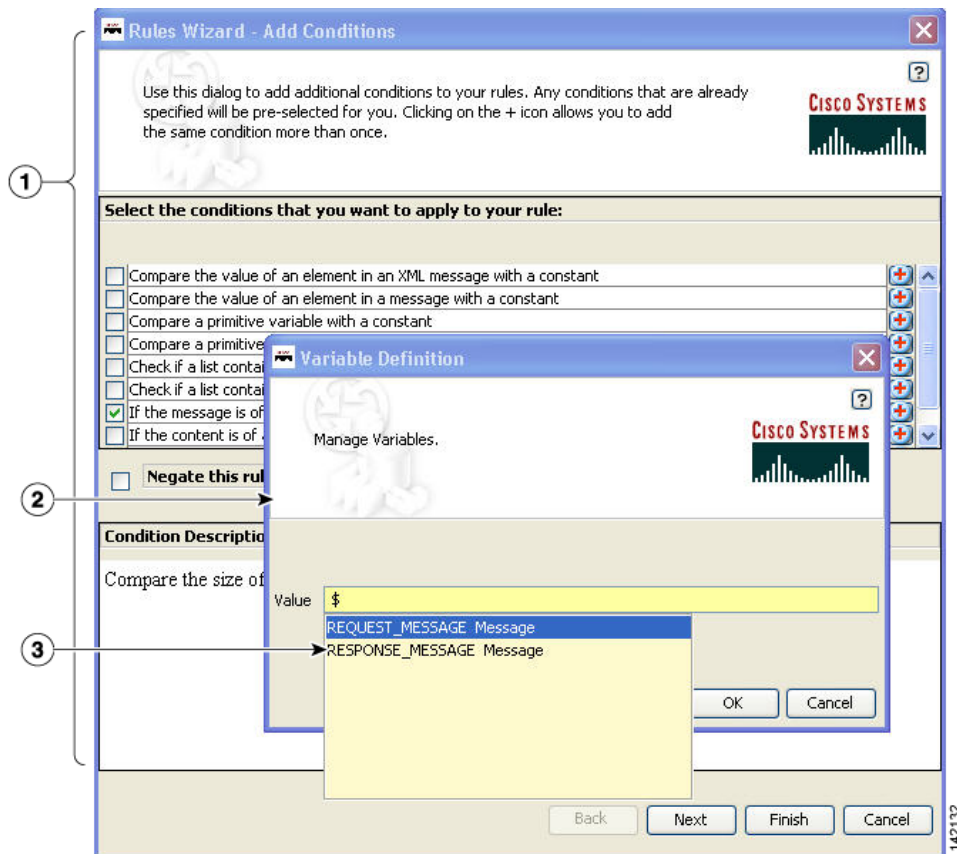 Rules Wizard - Add Conditions
?
Use this dialog to add additional conditions to your rules. Any conditions that are already
specified will be pre-selected for you. Clicking on the + icon allows you to add
the same condition more than once.
CISCO SYSTEMS
1
Select the conditions that you want to apply to your rule:
Compare the value of an element in an XML message with a constant
Compare the value of an element in a message with a constant
Compare a primitive variable with a constant
Compare a primitive
Check if a list contai
Check if a list contai
If the message is of
If the content is of
Negate this rul
Variable Definition
?
Manage Variables.
CISCO SYSTEMS
2
Condition Descriptio
Compare the size of
Value $
REQUEST_MESSAGE Message
RESPONSE_MESSAGE Message
3
OK Cancel
Back Next Finish Cancel
142132